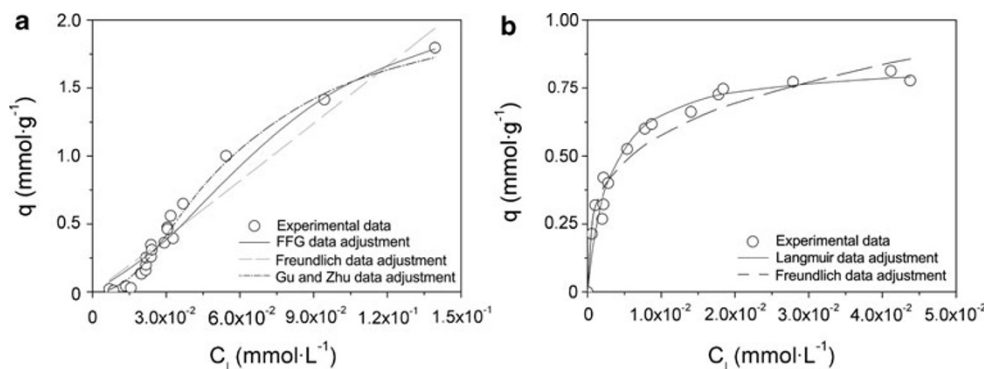 a
2.0
1.5
1.0
0.5
0
q (mmol·g⁻¹)
Experimental data
FFG data adjustment
Freundlich data adjustment
Gu and Zhu data adjustment
0 3.0x10⁻² 6.0x10⁻² 9.0x10⁻² 1.2x10⁻¹ 1.5x10⁻¹
C_l (mmol·L⁻¹)
b
1.00
0.75
0.50
0.25
0.00
q (mmol·g⁻¹)
Experimental data
Langmuir data adjustment
Freundlich data adjustment
0 1.0x10⁻² 2.0x10⁻² 3.0x10⁻² 4.0x10⁻² 5.0x10⁻²
C_l (mmol·L⁻¹)